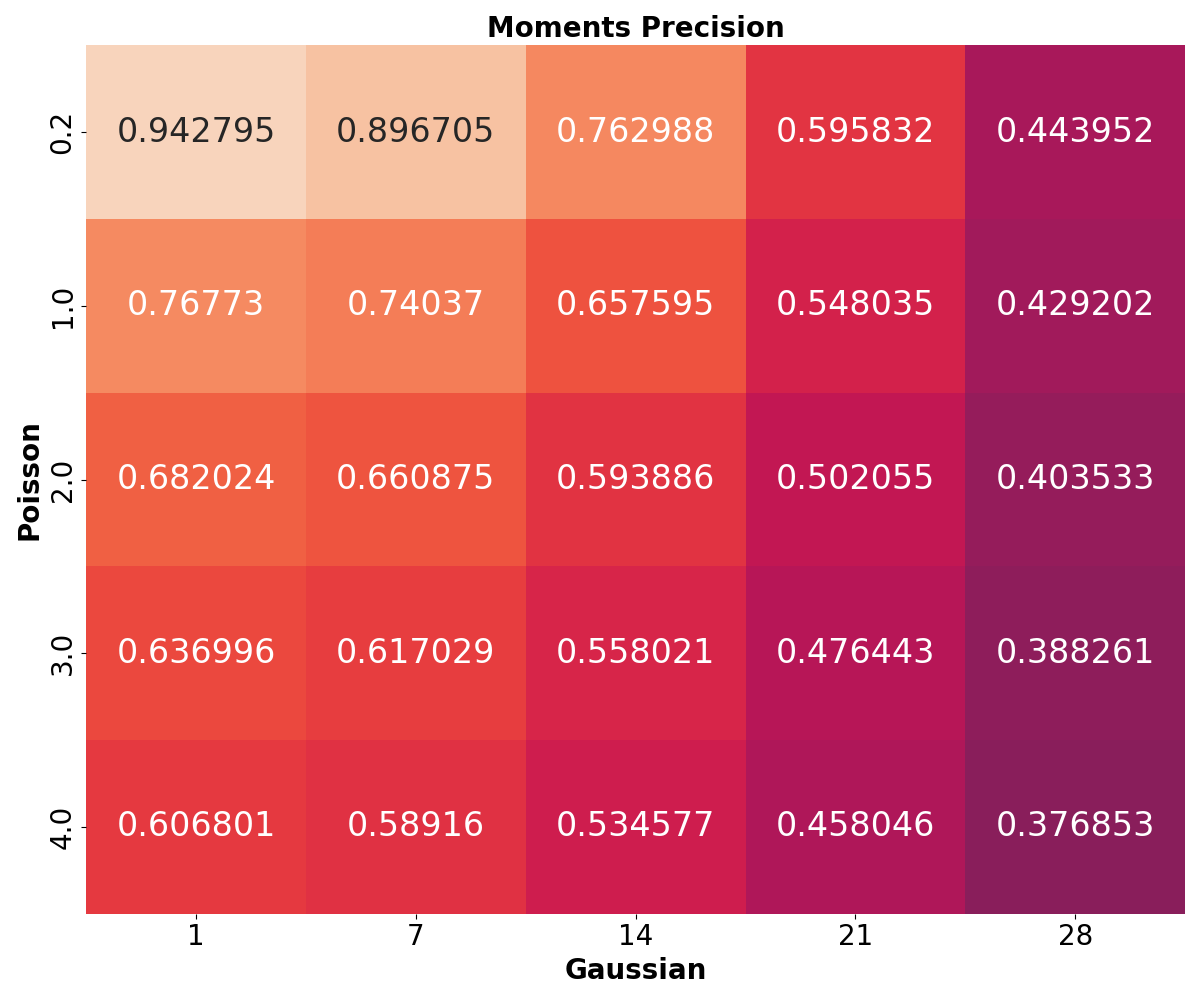 Moments Precision
Poisson
0.2 0.942795 0.896705 0.762988 0.595832 0.443952
1.0 0.76773 0.74037 0.657595 0.548035 0.429202
2.0 0.682024 0.660875 0.593886 0.502055 0.403533
3.0 0.636996 0.617029 0.558021 0.476443 0.388261
4.0 0.606801 0.58916 0.534577 0.458046 0.376853
1 7 14 21 28
Gaussian